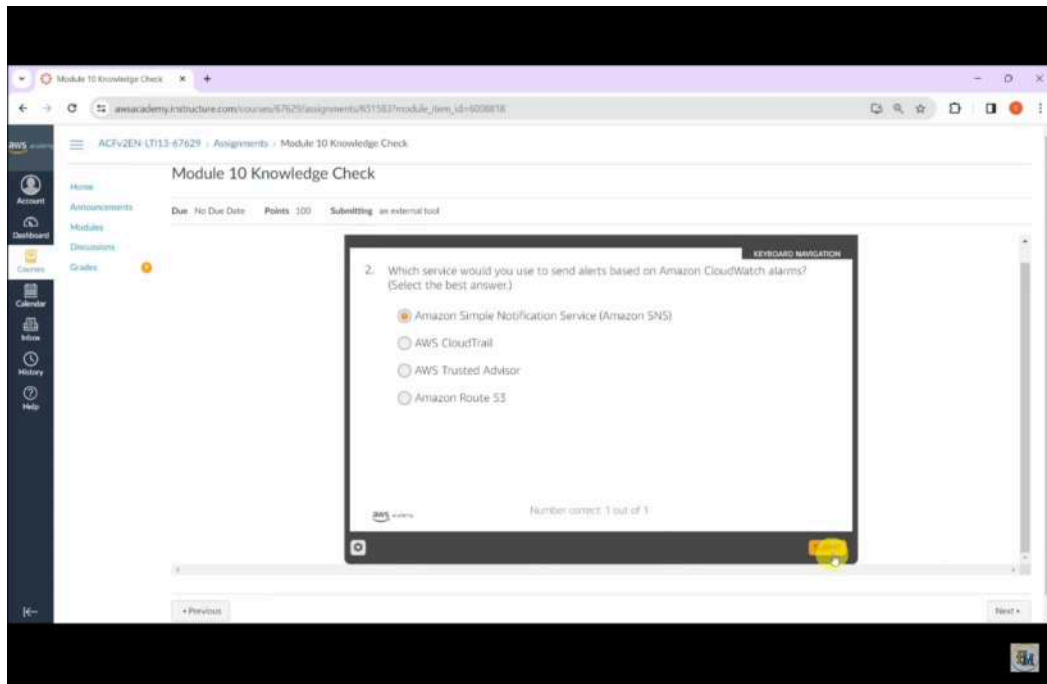 Module 10 Knowledge Check
aws academy
ACFv2EN-LTI13-67629 › Assignments › Module 10 Knowledge Check
Module 10 Knowledge Check
Account
Dashboard
Courses
Calendar
Inbox
History
Help
Home
Announcements
Modules
Discussions
Grades
Due No Due Date Points 100 Submitting an external tool
KEYBOARD NAVIGATION
2. Which service would you use to send alerts based on Amazon CloudWatch alarms?
(Select the best answer.)
Amazon Simple Notification Service (Amazon SNS)
AWS CloudTrail
AWS Trusted Advisor
Amazon Route 53
aws academy
Number correct: 1 out of 1
◂ Previous
Next ▸